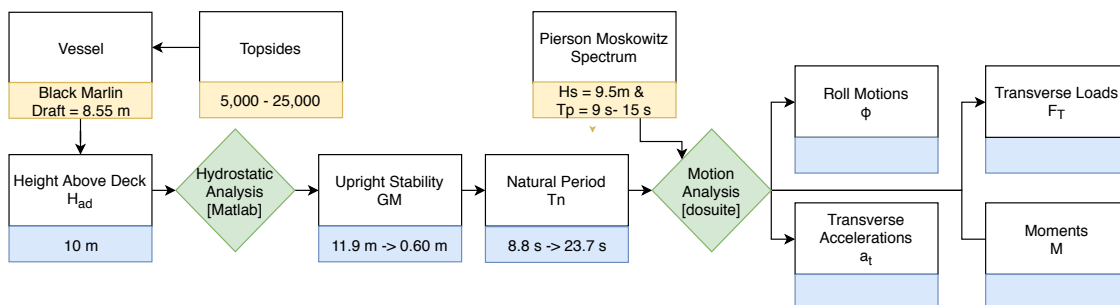 Vessel
Black Marlin
Draft = 8.55 m
Topsides
5,000 - 25,000
Pierson Moskowitz
Spectrum
Hs = 9.5m &
Tp = 9 s- 15 s
Height Above Deck
Had
10 m
Hydrostatic
Analysis
[Matlab]
Upright Stability
GM
11.9 m -> 0.60 m
Natural Period
Tn
8.8 s -> 23.7 s
Motion
Analysis
[dosuite]
Roll Motions
ϕ
Transverse Loads
FT
Transverse
Accelerations
at
Moments
M